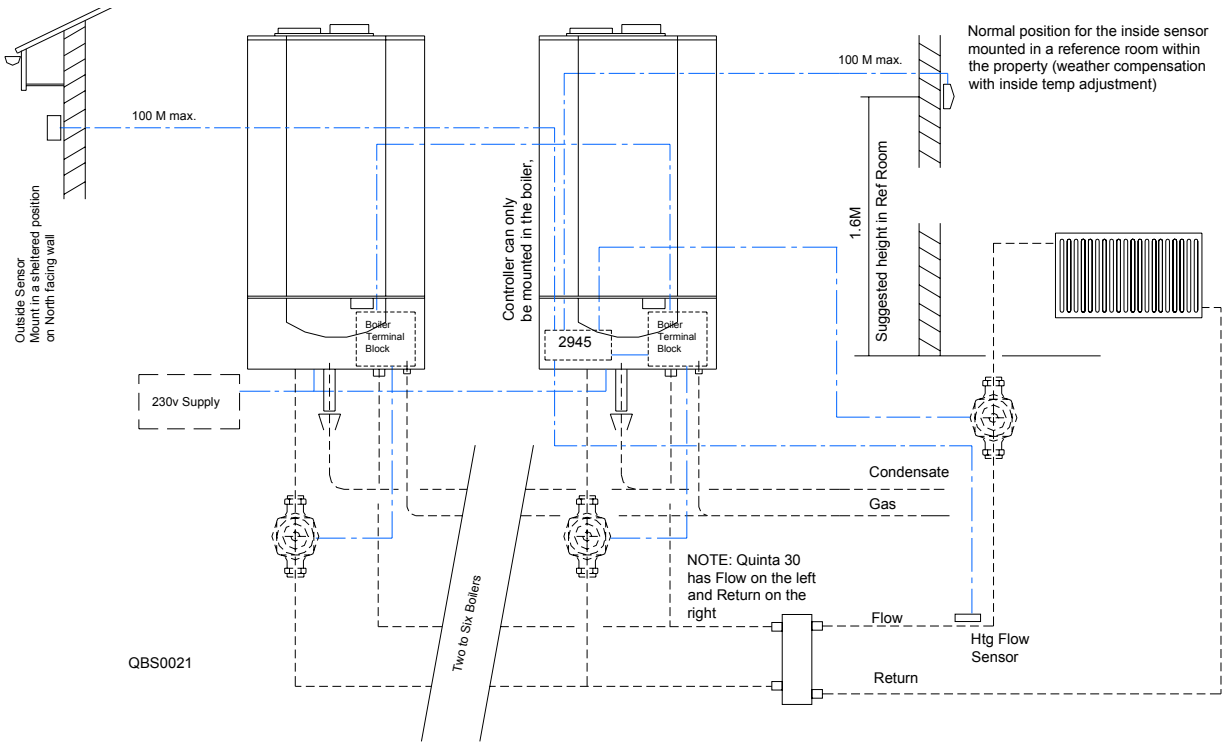 Normal position for the inside sensor
mounted in a reference room within
the property (weather compensation
with inside temp adjustment)
100 M max.
100 M max.
Outside Sensor
Mount in a sheltered position
on North facing wall
Controller can only
be mounted in the boiler,
1.6M
Suggested height in Ref Room
Boiler
Terminal
Block
2945
Boiler
Terminal
Block
230v Supply
Condensate
Gas
NOTE: Quinta 30
has Flow on the left
and Return on the
right
Two to Six Boilers
Flow
Htg Flow
Sensor
QBS0021
Return